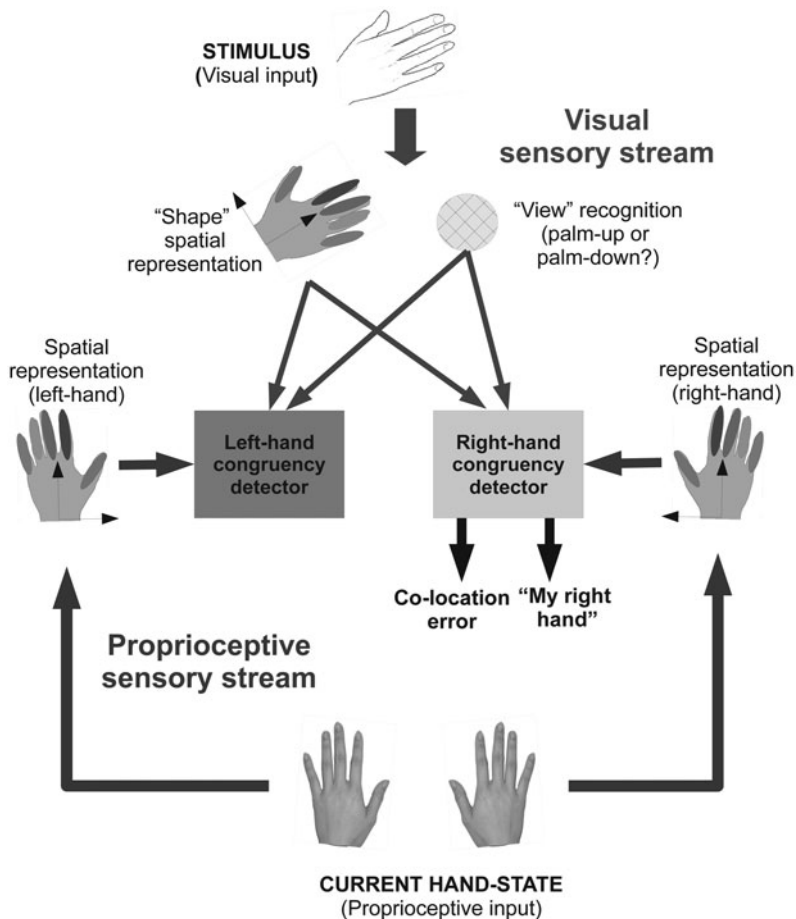 STIMULUS
(Visual input)
Visual
sensory stream
“Shape”
spatial
representation
“View” recognition
(palm-up or
palm-down?)
Spatial
representation
(left-hand)
Spatial
representation
(right-hand)
Left-hand
congruency
detector
Right-hand
congruency
detector
Co-location
error
“My right
hand”
Proprioceptive
sensory stream
CURRENT HAND-STATE
(Proprioceptive input)